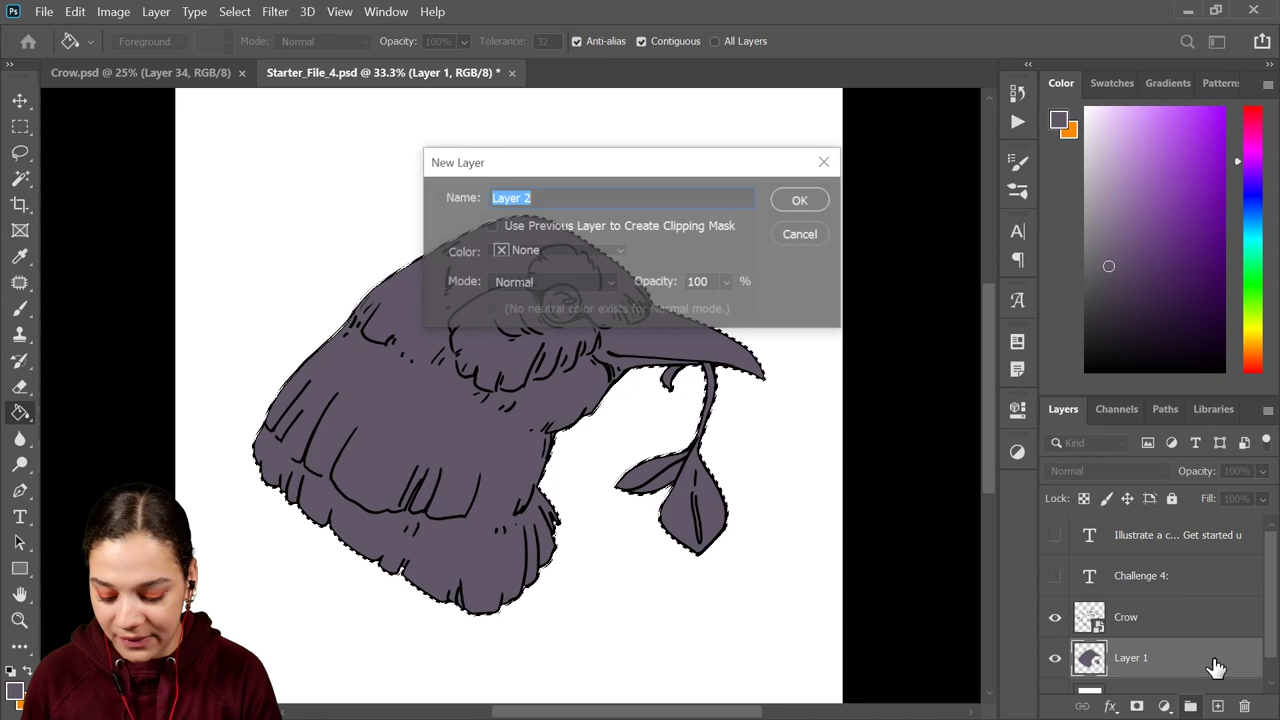 Ps File Edit Image Layer Type Select Filter 3D View Window Help
Foreground Mode: Normal Opacity: 100% Tolerance: 32 Anti-alias Contiguous All Layers
Crow.psd @ 25% (Layer 34, RGB/8) Starter_File_4.psd @ 33.3% (Layer 1, RGB/8) *
Color Swatches Gradients Patterns
New Layer
Name: Layer 2 OK
Use Previous Layer to Create Clipping Mask
Cancel
Color: None
Mode: Normal Opacity: 100 %
(No neutral color exists for Normal mode.)
Layers Channels Paths Libraries
Kind
Normal Opacity: 100%
Lock: Fill: 100%
Illustrate a c... Get started u
Challenge 4:
Crow
Layer 1